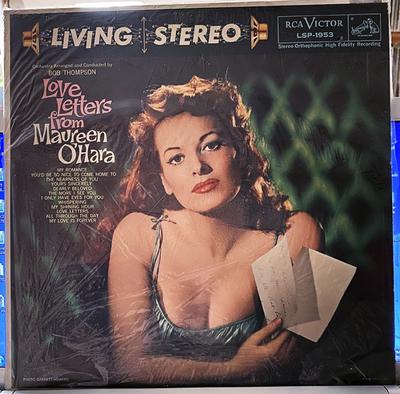 LIVING STEREO
RCA VICTOR
LSP-1953
Stereo-Orthophonic High Fidelity Recording
Orchestra Arranged and Conducted by
BOB THOMPSON
Love
Letters
from
Maureen
O'Hara
MY ROMANCE
YOU'D BE SO NICE TO COME HOME TO
THE NEARNESS OF YOU
YOURS SINCERELY
DEARLY BELOVED
THE MORE I SEE YOU
I ONLY HAVE EYES FOR YOU
WHISPERING
MY SHINING HOUR
LOVE LETTERS
ALL THROUGH THE DAY
MY LOVE IS FOREVER